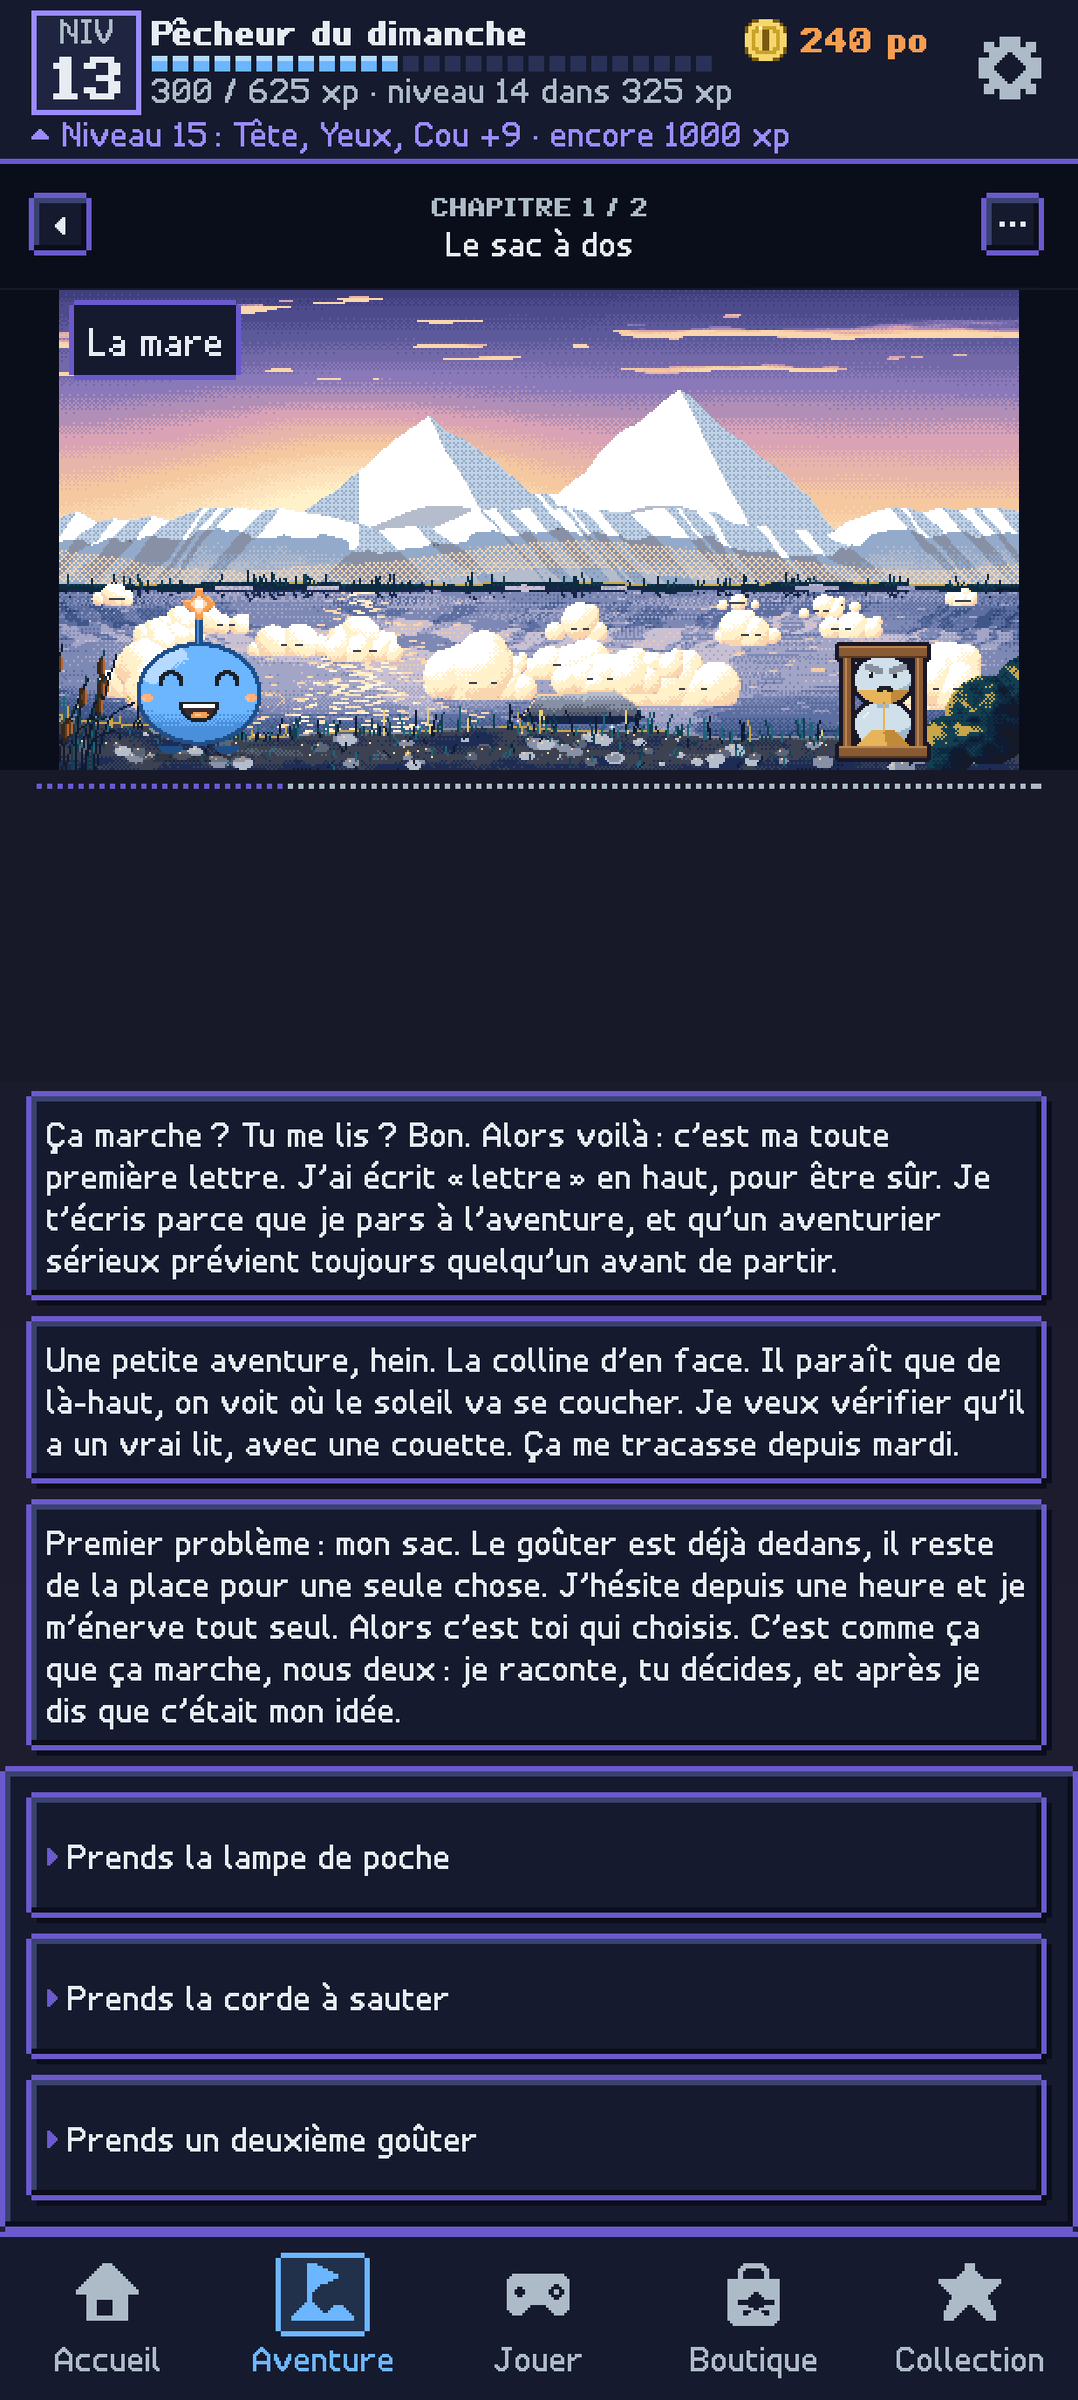 NIV
13
Pêcheur du dimanche
240 po
300 / 625 xp · niveau 14 dans 325 xp
Niveau 15 : Tête, Yeux, Cou +9 · encore 1000 xp
CHAPITRE 1 / 2
Le sac à dos
La mare
Ça marche ? Tu me lis ? Bon. Alors voilà : c’est ma toute
première lettre. J’ai écrit « lettre » en haut, pour être sûr. Je
t’écris parce que je pars à l’aventure, et qu’un aventurier
sérieux prévient toujours quelqu’un avant de partir.
Une petite aventure, hein. La colline d’en face. Il paraît que de
là-haut, on voit où le soleil va se coucher. Je veux vérifier qu’il
a un vrai lit, avec une couette. Ça me tracasse depuis mardi.
Premier problème : mon sac. Le goûter est déjà dedans, il reste
de la place pour une seule chose. J’hésite depuis une heure et je
m’énerve tout seul. Alors c’est toi qui choisis. C’est comme ça
que ça marche, nous deux : je raconte, tu décides, et après je
dis que c’était mon idée.
Prends la lampe de poche
Prends la corde à sauter
Prends un deuxième goûter
Accueil
Aventure
Jouer
Boutique
Collection